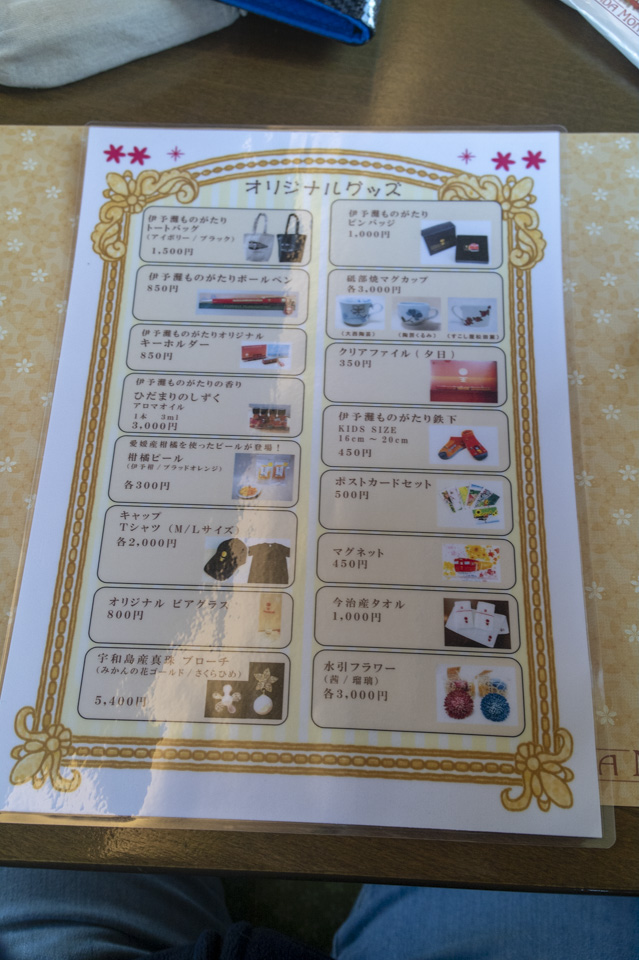 オリジナルグッズ
伊予灘ものがたり
トートバッグ
(アイボリー / ブラック)
1,500円
伊予灘ものがたりボールペン
850円
伊予灘ものがたりオリジナル
キーホルダー
850円
伊予灘ものがたりの香り
ひだまりのしずく
アロマオイル
1本 3ml
3,000円
愛媛産柑橘を使ったビールが登場!
柑橘ビール
(伊予柑 / ブラッドオレンジ)
各300円
キャップ
Tシャツ (M/Lサイズ)
各2,000円
オリジナル ビアグラス
800円
宇和島産真珠 ブローチ
(みかんの花ゴールド / さくらひめ)
5,400円
伊予灘ものがたり
ピンバッジ
1,000円
砥部焼マグカップ
各3,000円
クリアファイル ( 夕日 )
350円
伊予灘ものがたり鉄下
KIDS SIZE
16cm ~ 20cm
450円
ポストカードセット
500円
マグネット
450円
今治産タオル
1,000円
水引フラワー
(茜 / 瑠璃)
各3,000円